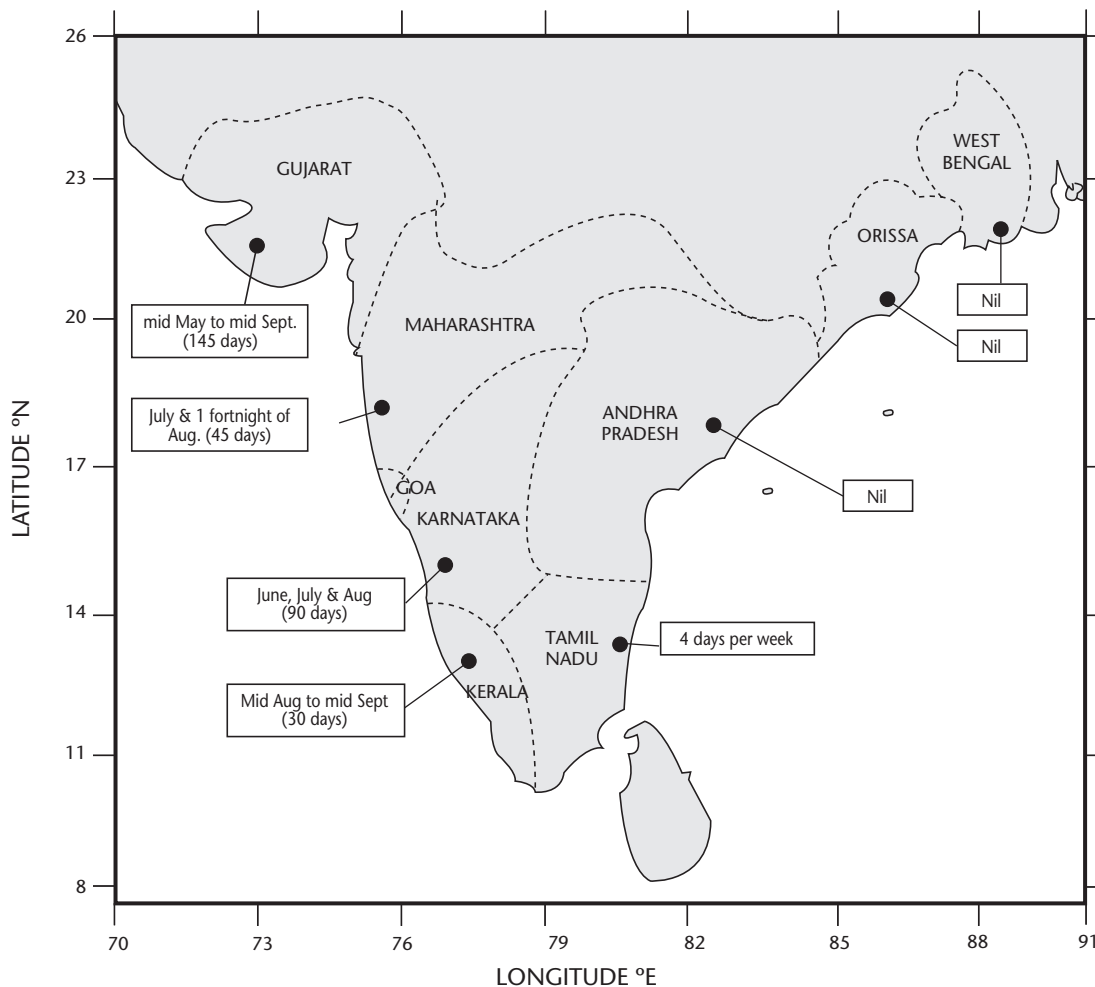 26
23
20
17
14
11
8
LATITUDE ºN
GUJARAT
WEST
BENGAL
ORISSA
mid May to mid Sept.
(145 days)
MAHARASHTRA
Nil
Nil
July & 1 fortnight of
Aug. (45 days)
ANDHRA
PRADESH
GOA
KARNATAKA
Nil
June, July & Aug
(90 days)
TAMIL
NADU
4 days per week
Mid Aug to mid Sept
(30 days)
KERALA
70
73
76
79
82
85
88
91
LONGITUDE ºE